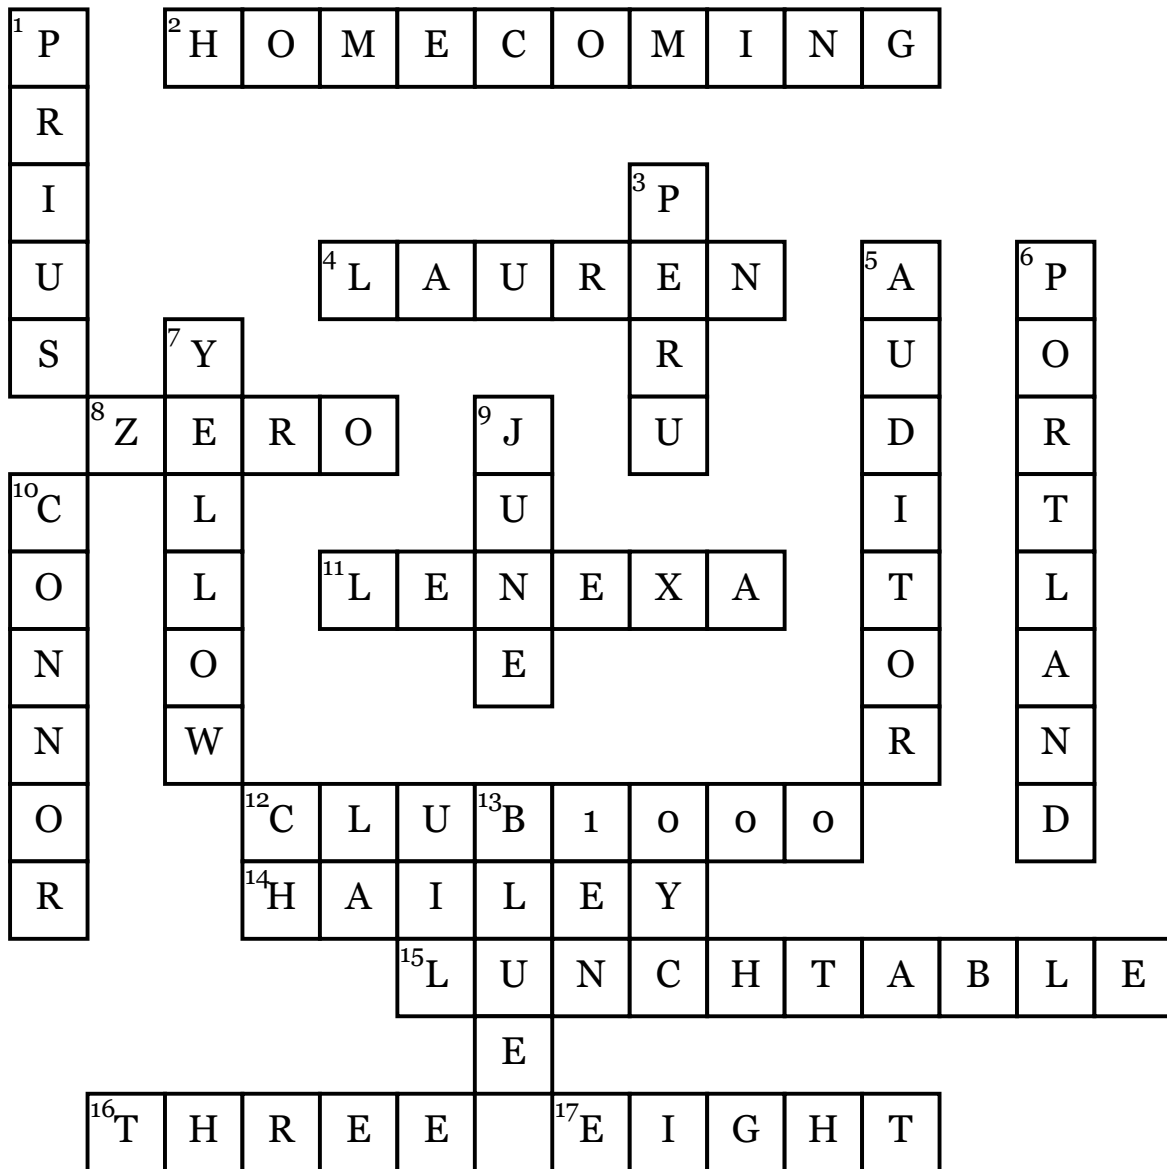 1 P 2 H O M E C O M I N G
R
I 3 P
U 4 L A U R E N 5 A 6 P
S 7 Y R U O
8 Z E R O 9 J U D R
10 C L U I T
O L 11 L E N E X A T L
N O E O A
N W R N
O 12 C L U 13 B 1 0 0 0 D
R 14 H A I L E Y
15 L U N C H T A B L E
E
16 T H R E E 17 E I G H T